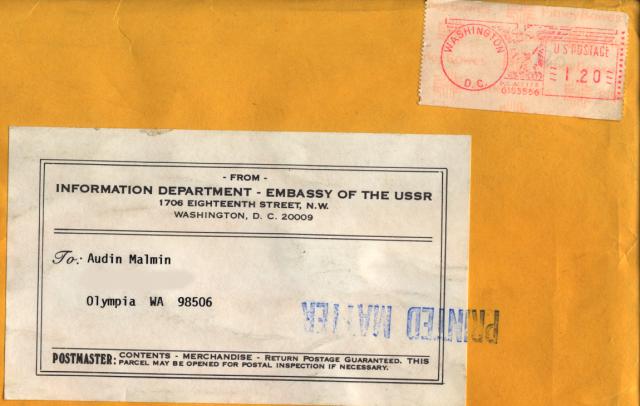 WASHINGTON
D.C.
U.S. POSTAGE
1.20
PRINTED MATTER
- FROM -
INFORMATION DEPARTMENT - EMBASSY OF THE USSR
1706 EIGHTEENTH STREET, N.W.
WASHINGTON, D. C. 20009
To: Audin Malmin
Olympia WA 98506
POSTMASTER: CONTENTS - MERCHANDISE - RETURN POSTAGE GUARANTEED. THIS
PARCEL MAY BE OPENED FOR POSTAL INSPECTION IF NECESSARY.